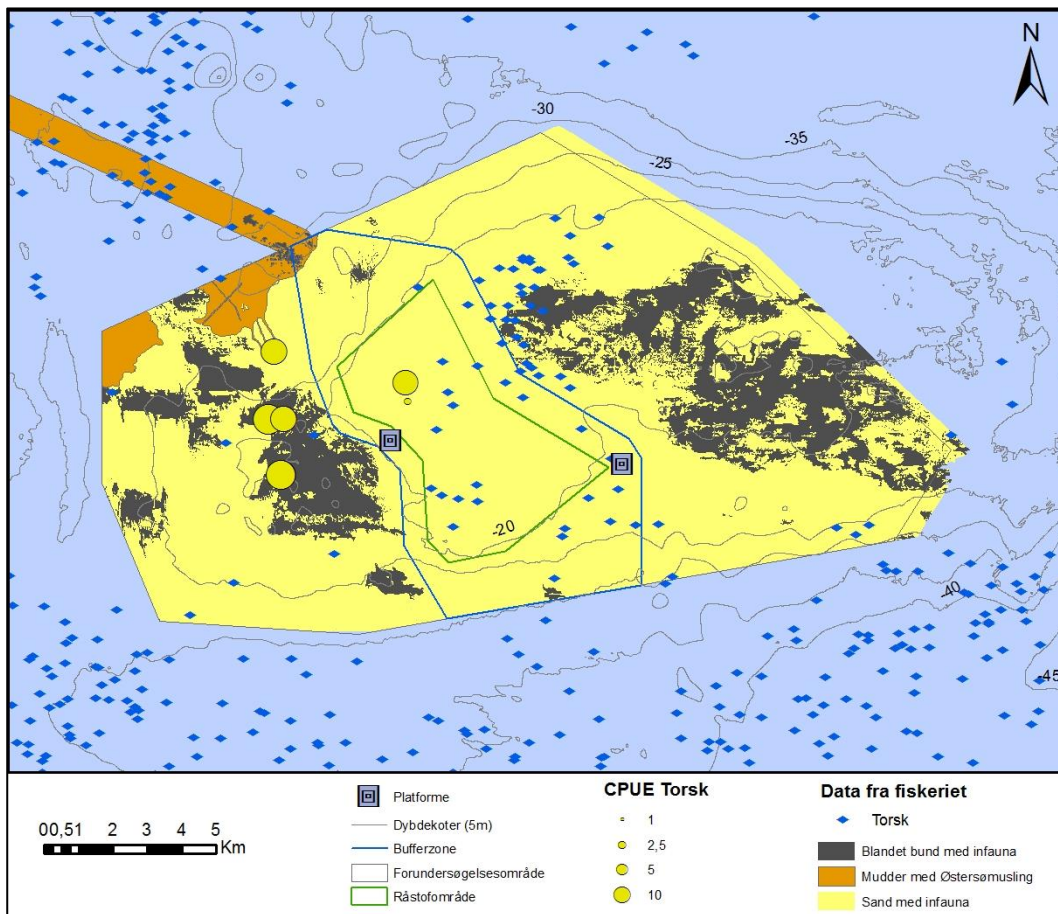 N
-30
-35
-25
-20
-40
-45
00,51 2 3 4 5
Km
Platforme
Dybdekoter (5m)
Bufferzone
Forundersøgelsesområde
Råstofområde
CPUE Torsk
1
2,5
5
10
Data fra fiskeriet
Torsk
Blandet bund med infauna
Mudder med Østersømusling
Sand med infauna